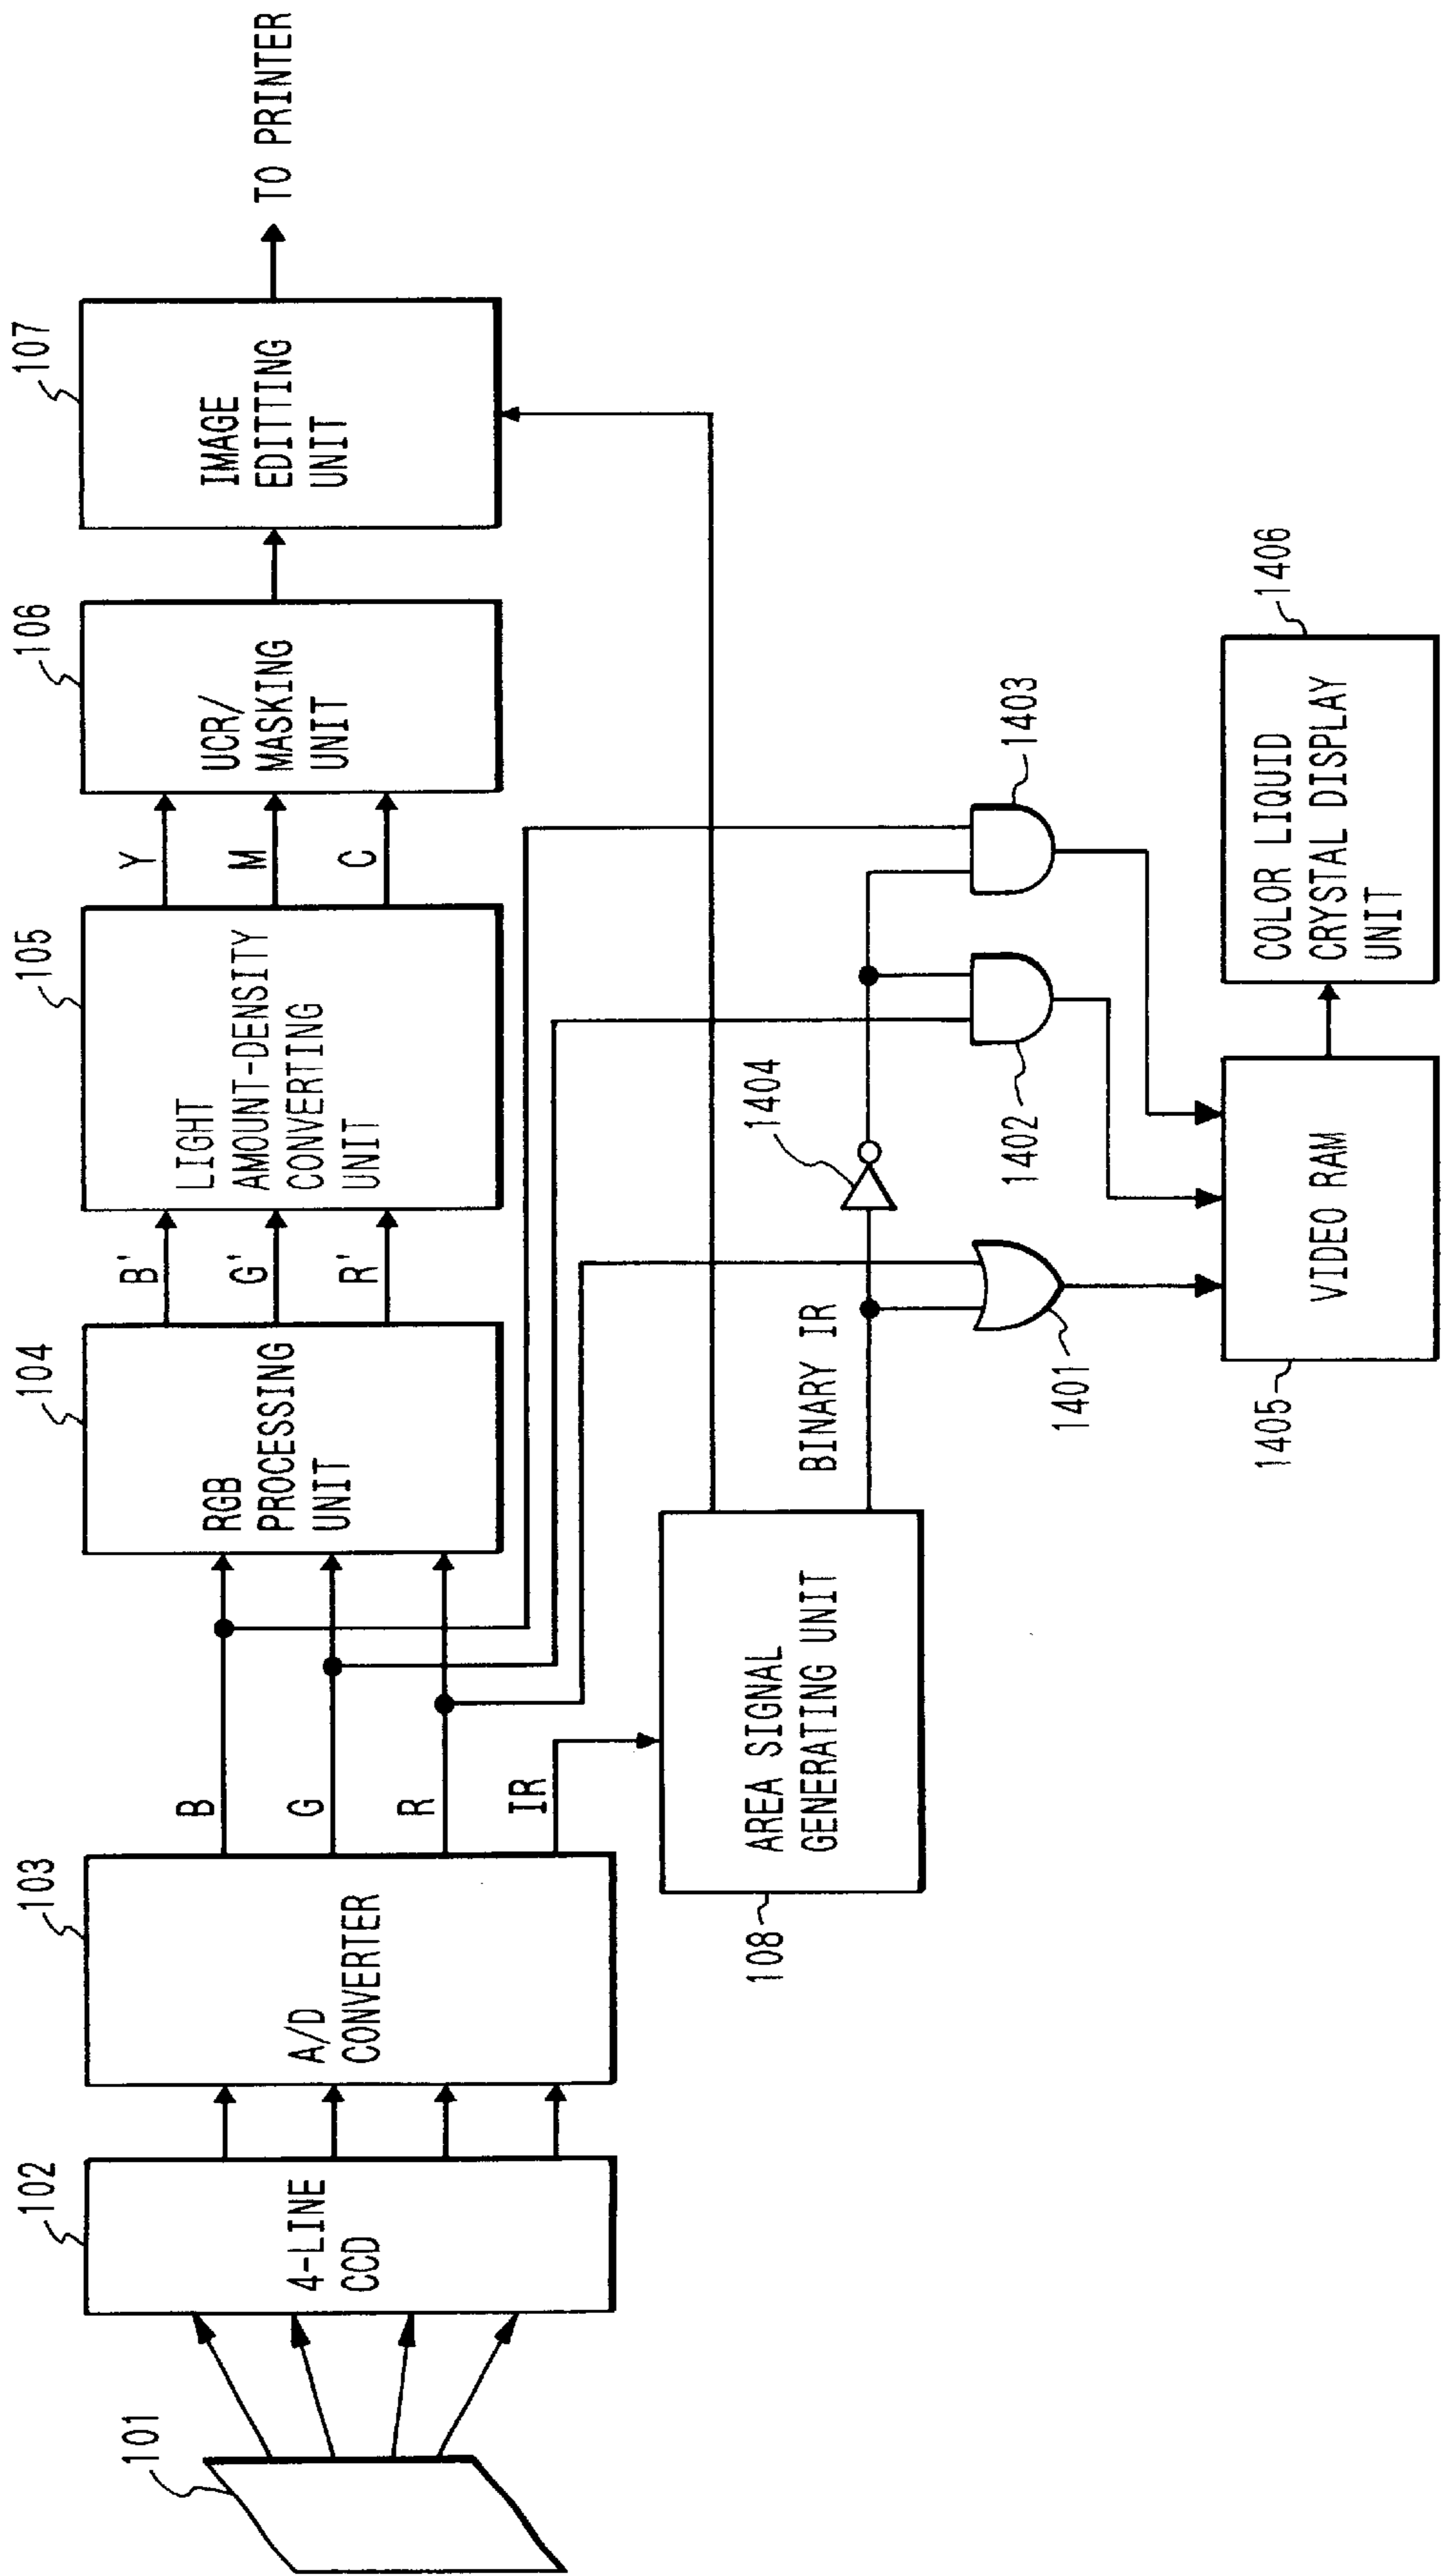 101
102
4-LINE
CCD
103
A/D
CONVERTER
B
G
R
IR
104
RGB
PROCESSING
UNIT
B'
G'
R'
105
LIGHT
AMOUNT-DENSITY
CONVERTING
UNIT
Y
M
C
106
UCR/
MASKING
UNIT
107
IMAGE
EDITTING
UNIT
TO PRINTER
108
AREA SIGNAL
GENERATING UNIT
BINARY IR
1404
1401
1402
1403
1405
VIDEO RAM
1406
COLOR LIQUID
CRYSTAL DISPLAY
UNIT